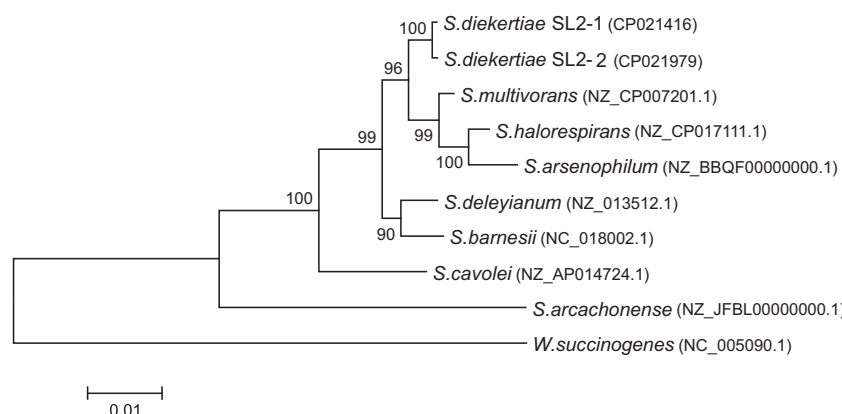 100
S.diekertiae SL2-1 (CP021416)
S.diekertiae SL2-2 (CP021979)
96
S.multivorans (NZ_CP007201.1)
99
S.halorespirans (NZ_CP017111.1)
100
S.arsenophilum (NZ_BBQF00000000.1)
99
S.deleyianum (NZ_013512.1)
90
S.barnesii (NC_018002.1)
100
S.cavolei (NZ_AP014724.1)
S.arcachonense (NZ_JFBL00000000.1)
W.succinogenes (NC_005090.1)
0.01